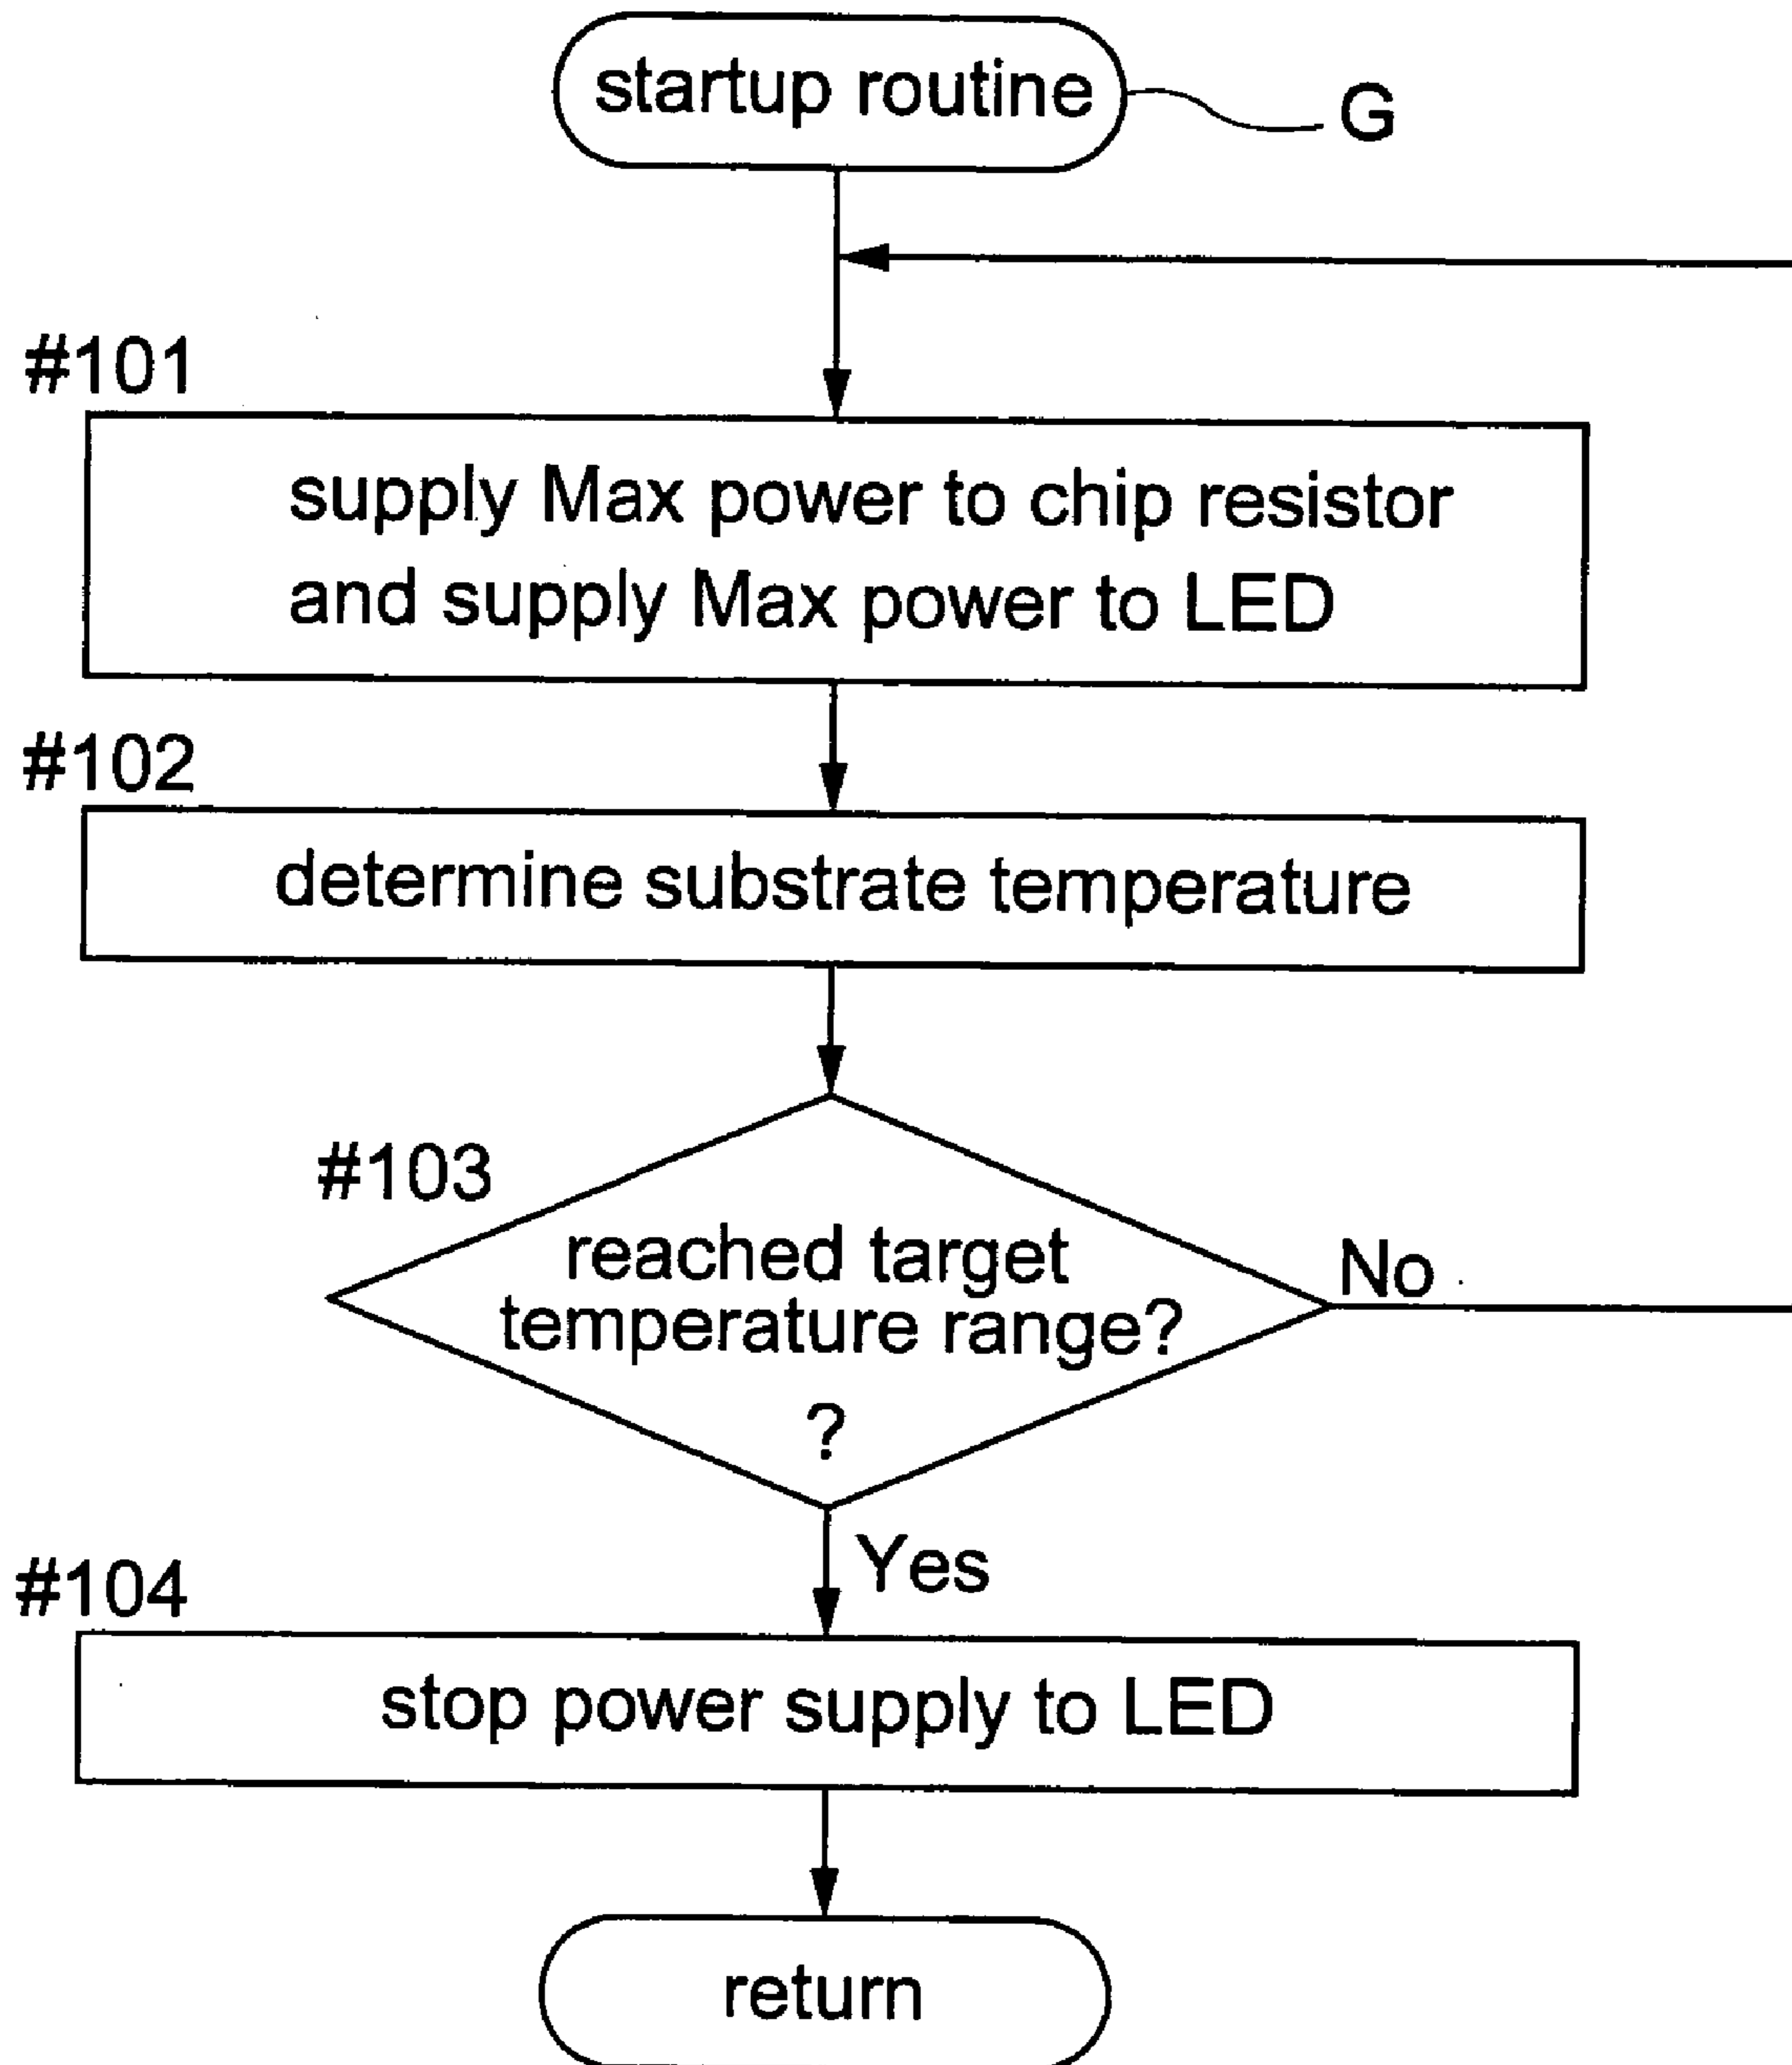 startup routine
G
#101
supply Max power to chip resistor
and supply Max power to LED
#102
determine substrate temperature
#103
reached target
temperature range?
?
No
Yes
#104
stop power supply to LED
return